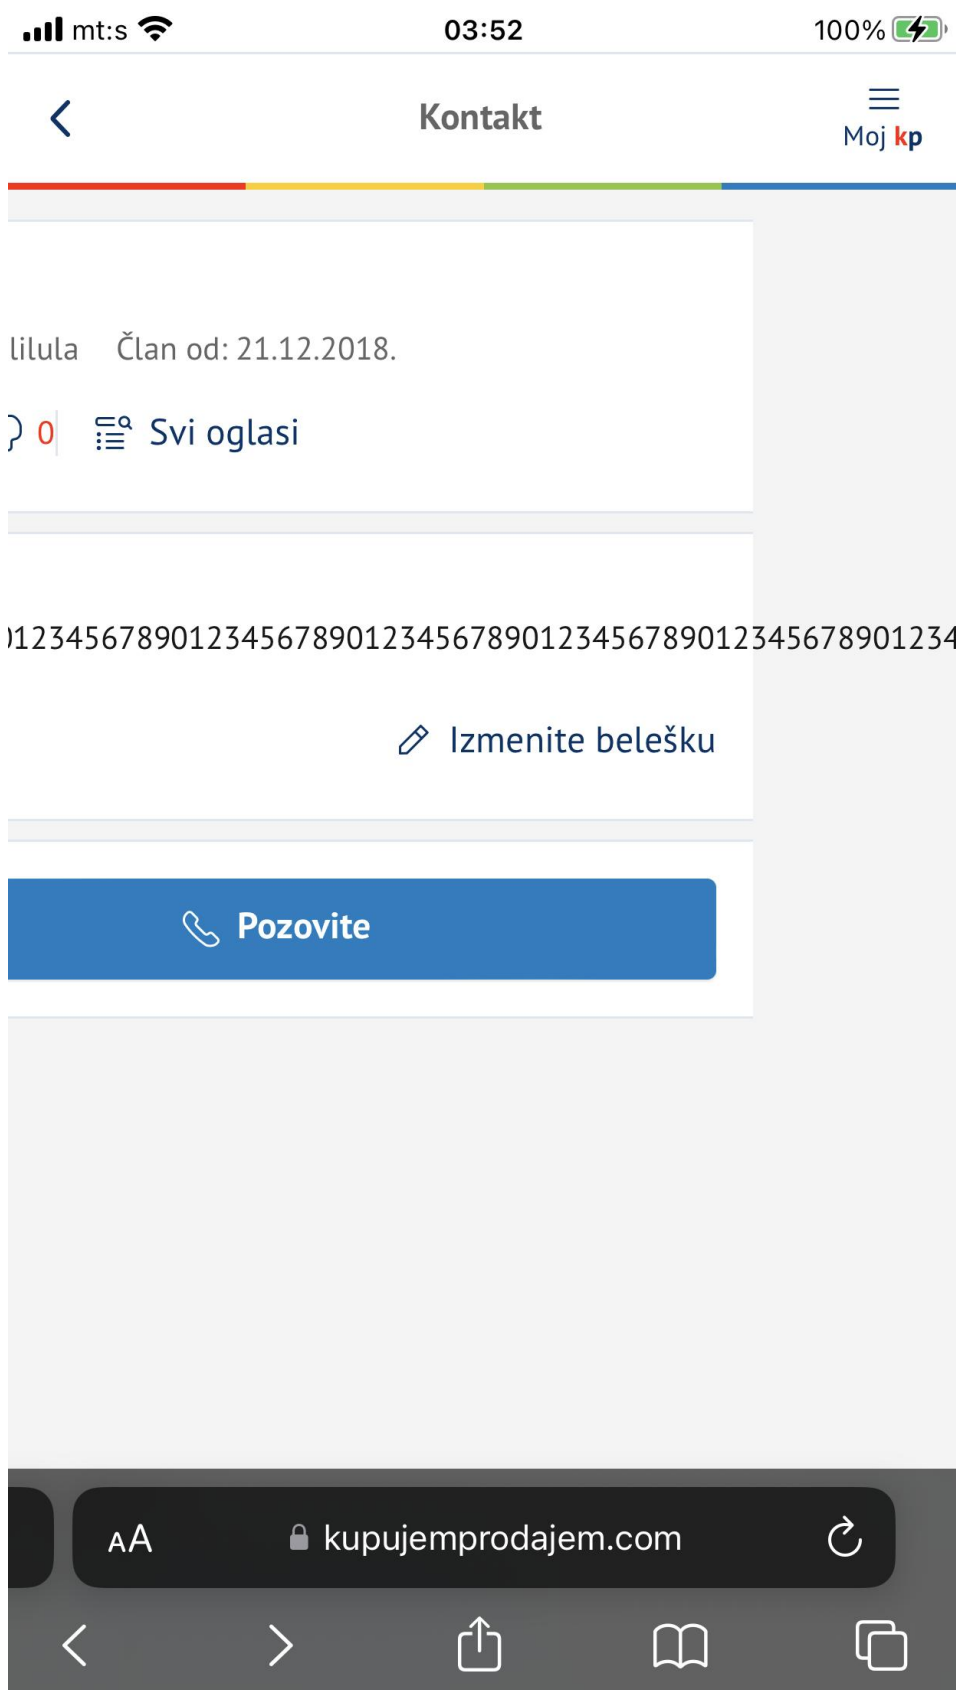 mt:s 03:52 100%
Kontakt
Moj kp
lilula Član od: 21.12.2018.
0 Svi oglasi
0123456789012345678901234567890123456789012345678901234
Izmenite belešku
Pozovite
AA kupujemprodajem.com